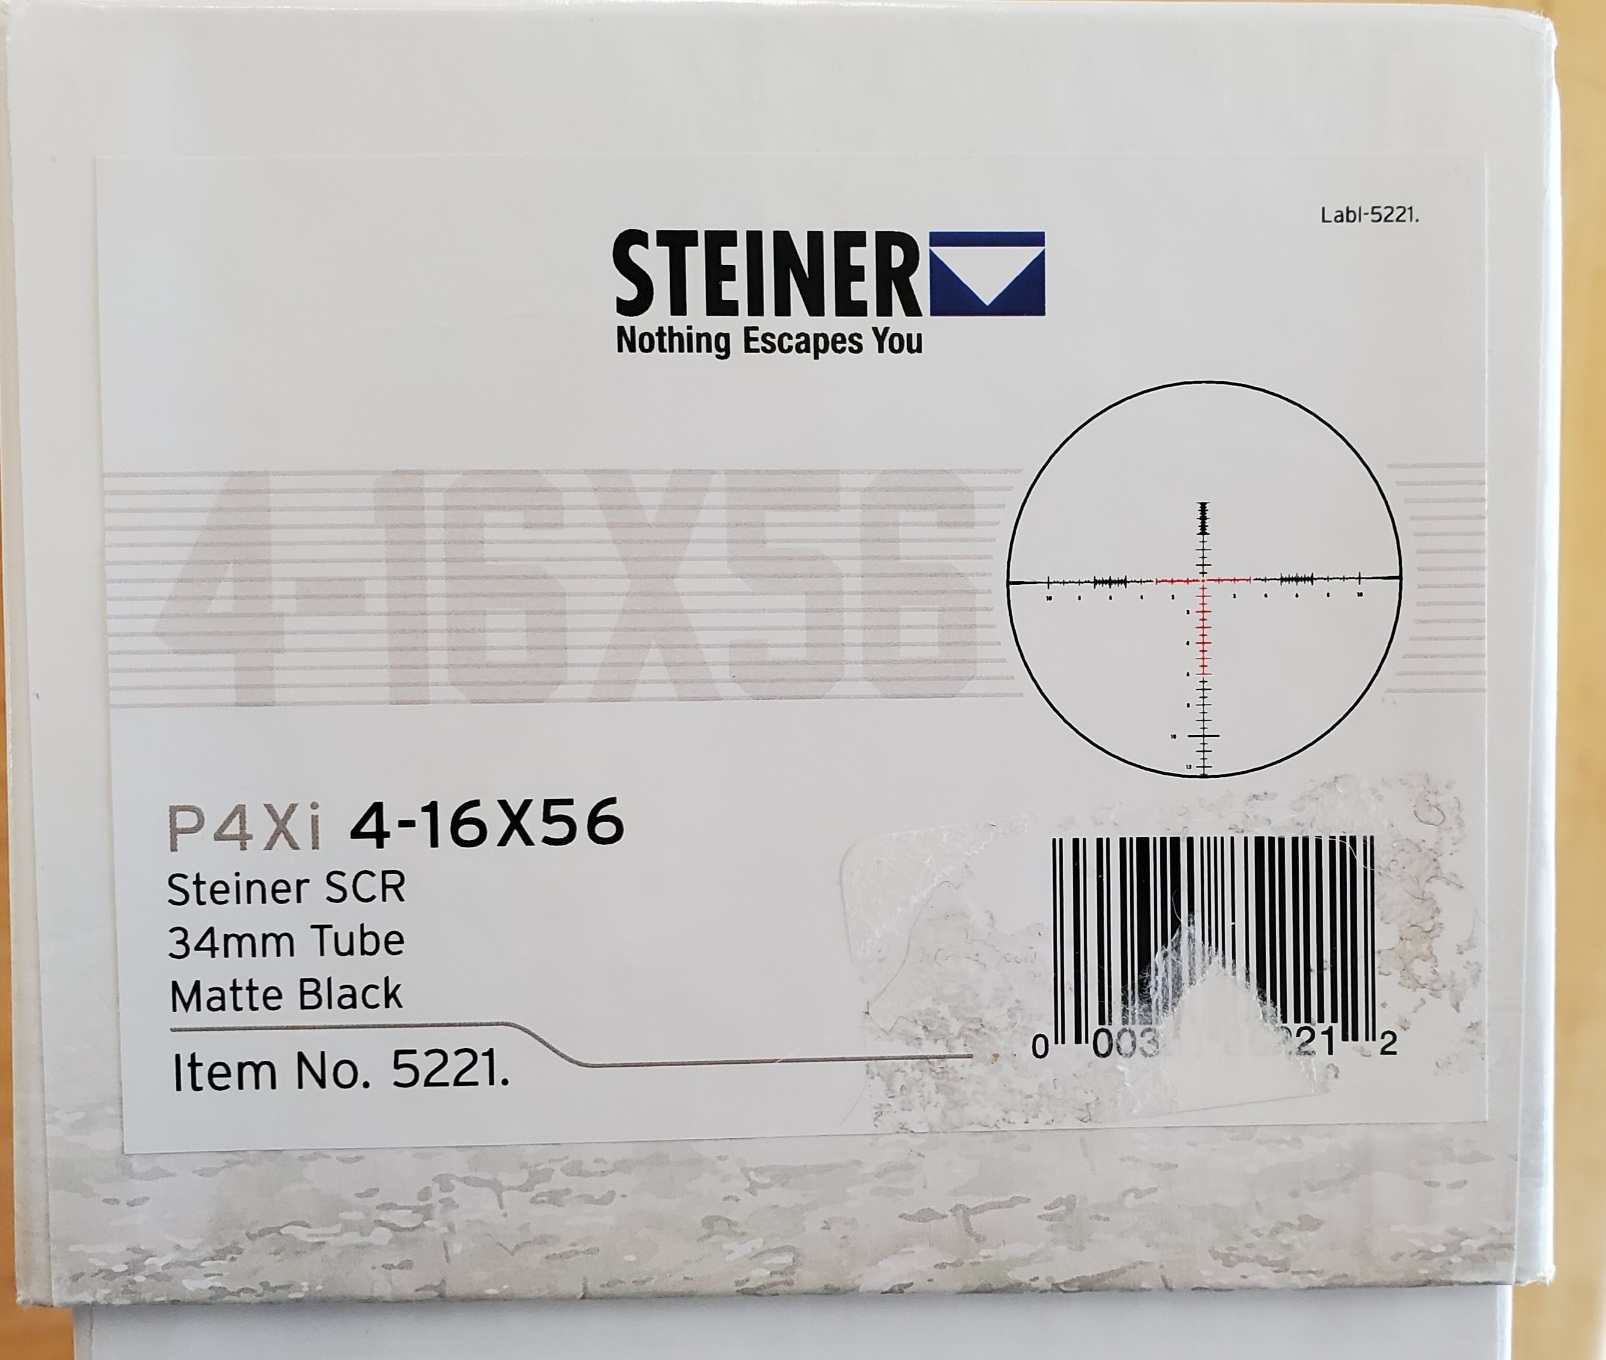 Labl-5221.
STEINER
Nothing Escapes You
4-16X56
P4Xi 4-16X56
Steiner SCR
34mm Tube
Matte Black
Item No. 5221.
0 003 21 2